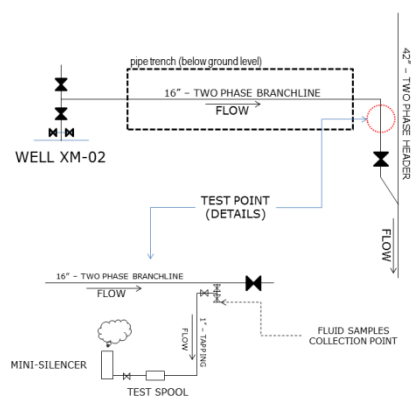 pipe trench (below ground level)
16" – TWO PHASE BRANCHLINE
FLOW
42" – TWO PHASE HEADER
WELL XM-02
TEST POINT
(DETAILS)
FLOW
16" – TWO PHASE BRANCHLINE
FLOW
1" – TAPPING
FLOW
FLUID SAMPLES
COLLECTION POINT
MINI-SILENCER
TEST SPOOL